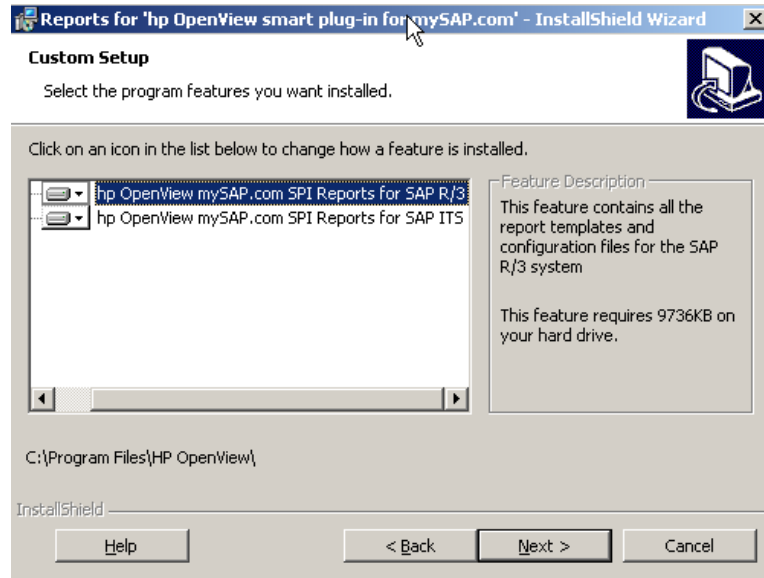 Reports for 'hp OpenView smart plug-in for mySAP.com' - InstallShield Wizard
Custom Setup
Select the program features you want installed.
Click on an icon in the list below to change how a feature is installed.
hp OpenView mySAP.com SPI Reports for SAP R/3
hp OpenView mySAP.com SPI Reports for SAP ITS
Feature Description
This feature contains all the
report templates and
configuration files for the SAP
R/3 system
This feature requires 9736KB on
your hard drive.
C:\Program Files\HP OpenView\
InstallShield
Help
< Back
Next >
Cancel